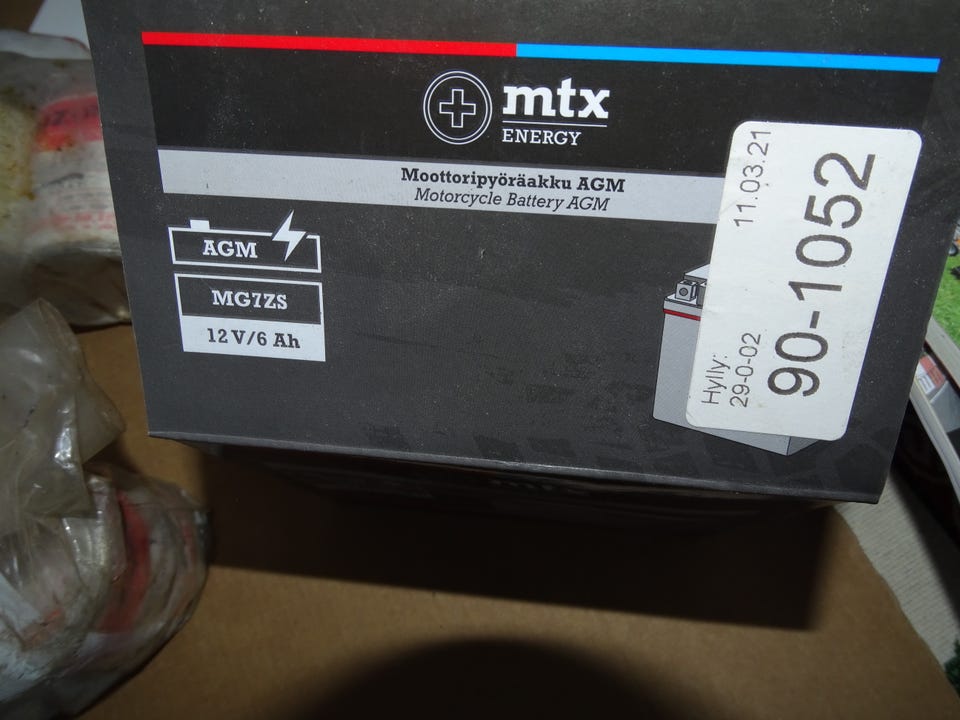 mtx
ENERGY
Moottoripyöräakku AGM
Motorcycle Battery AGM
AGM
MG7ZS
12 V/6 Ah
11.03.21
Hylly:
29-0-02
90-1052